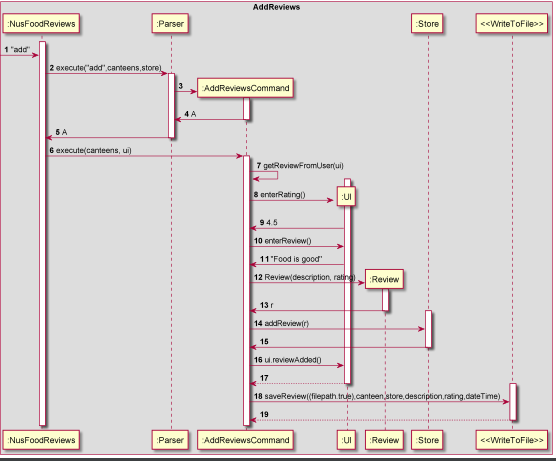 AddReviews
:NusFoodReviews
:Parser
:Store
<<WriteToFile>>
1 "add"
2 execute("add",canteens,store)
3
:AddReviewsCommand
4 A
5 A
6 execute(canteens, ui)
7 getReviewFromUser(ui)
8 enterRating()
:UI
9 4.5
10 enterReview()
11 "Food is good"
12 Review(description, rating)
:Review
13 r
14 addReview(r)
15
16 ui.reviewAdded()
17
18 saveReview((filepath.true),canteen,store,description,rating,dateTime)
19
:NusFoodReviews
:Parser
:AddReviewsCommand
:UI
:Review
:Store
<<WriteToFile>>